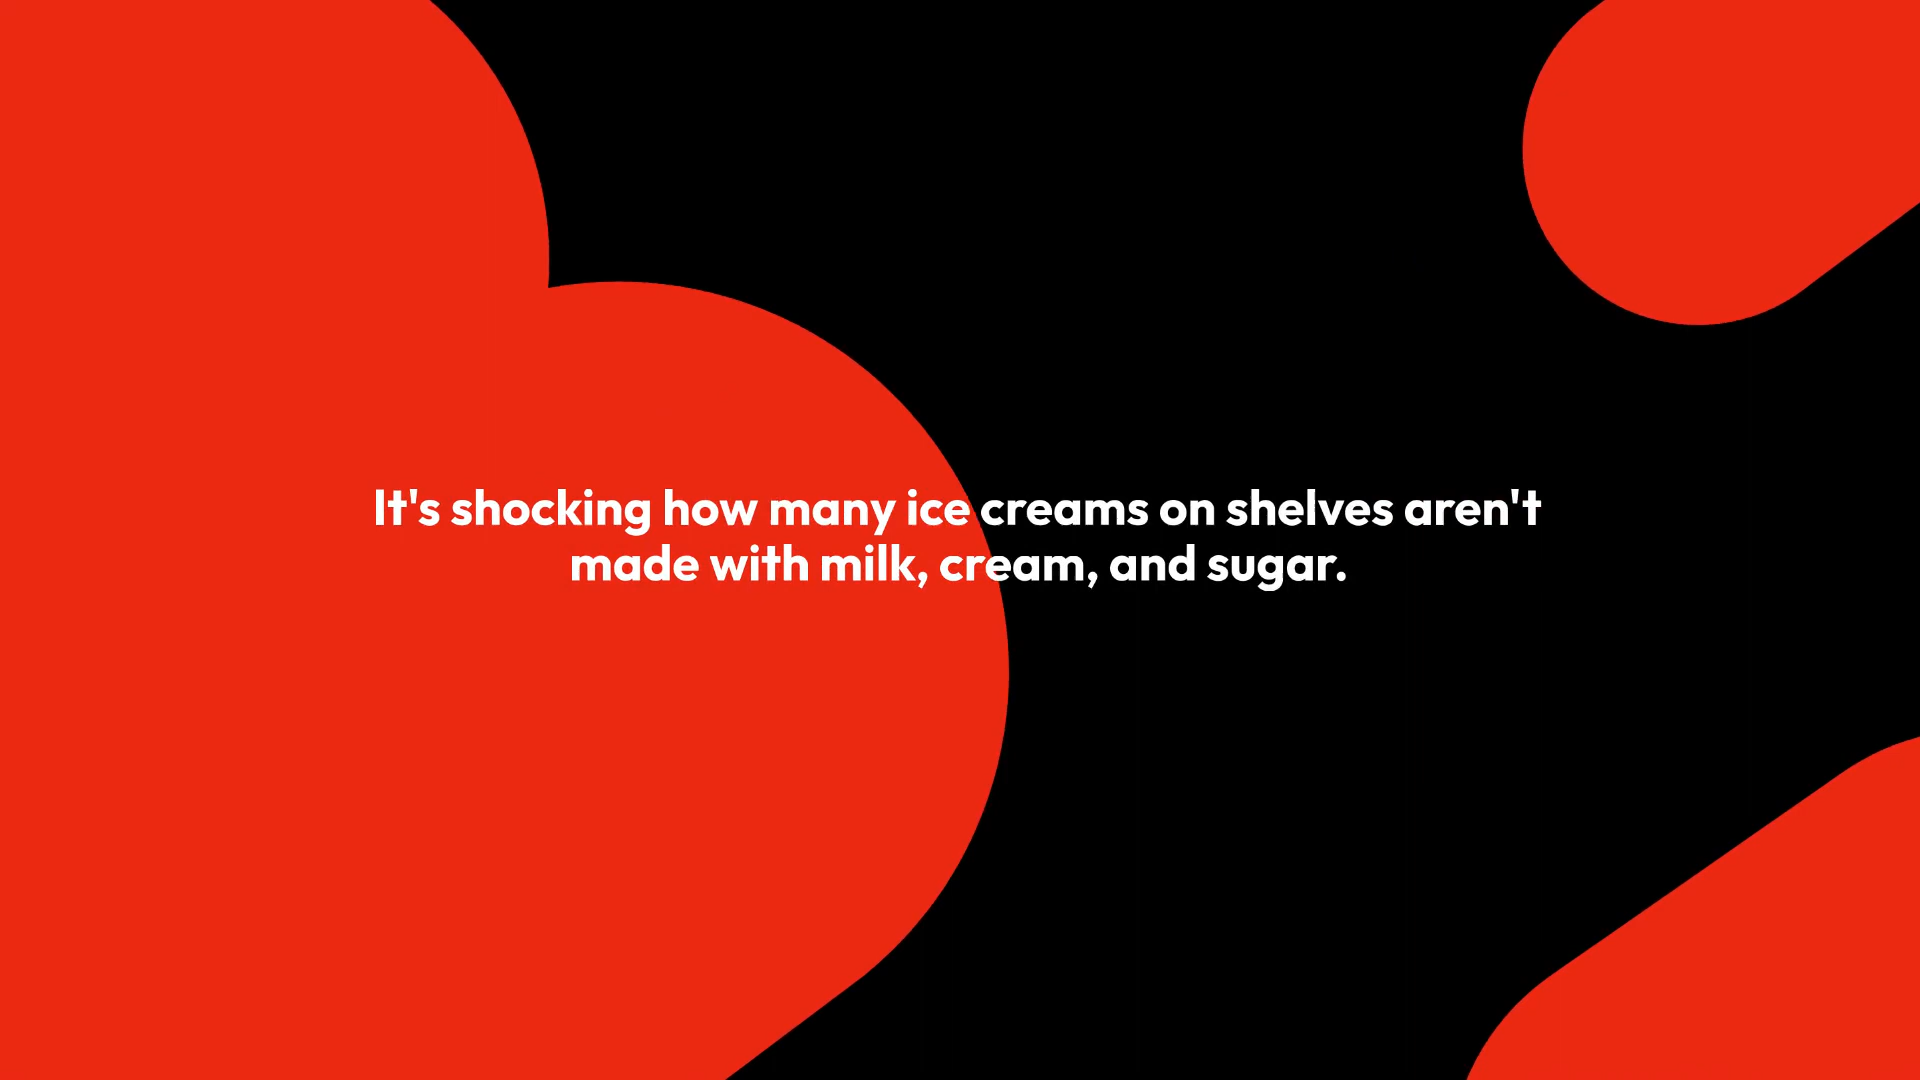 It's shocking how many ice creams on shelves aren't
made with milk, cream, and sugar.